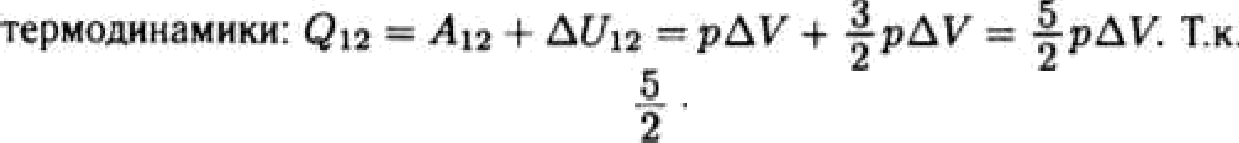 термодинамики: Q₁₂ = A₁₂ + ΔU₁₂ = pΔV + 3/2 pΔV = 5/2 pΔV. Т.к.
5/2 ·